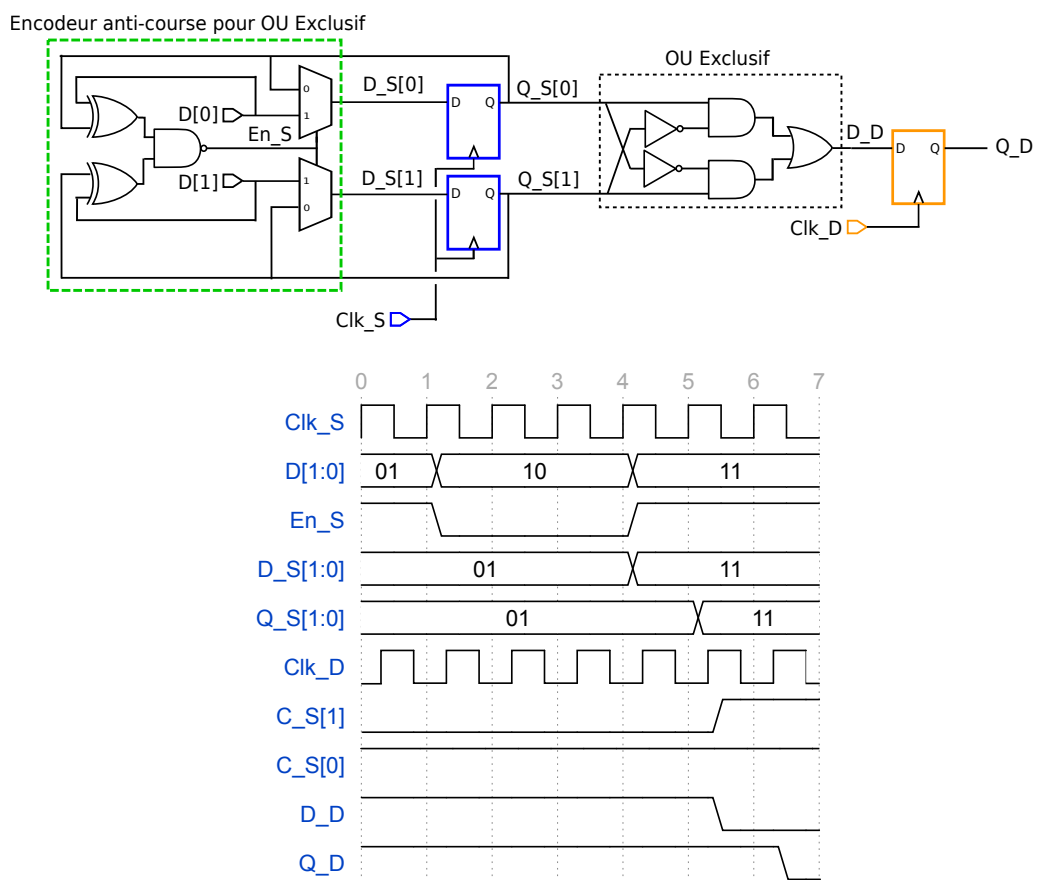 Encodeur anti-course pour OU Exclusif
OU Exclusif
D_S[0]
Q_S[0]
0
D[0]
1
D Q
En_S
D_D
D Q
Q_D
D[1]
1
D_S[1]
D Q
Q_S[1]
0
Clk_D
Clk_S
0 1 2 3 4 5 6 7
Clk_S
D[1:0] 01 10 11
En_S
D_S[1:0] 01 11
Q_S[1:0] 01 11
Clk_D
C_S[1]
C_S[0]
D_D
Q_D